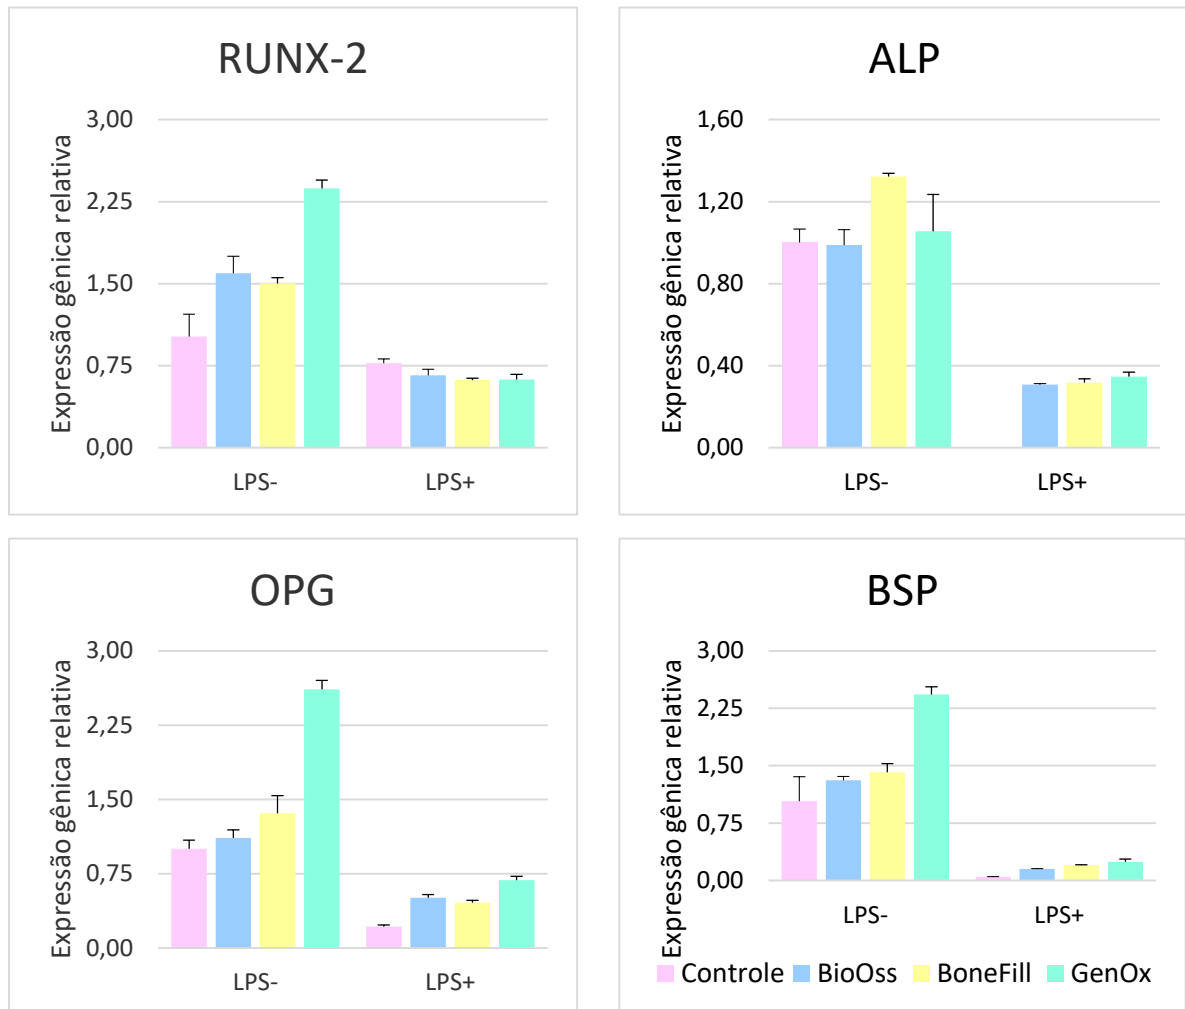 RUNX-2
Expressão gênica relativa
3,00
2,25
1,50
0,75
0,00
LPS-
LPS+
ALP
Expressão gênica relativa
1,60
1,20
0,80
0,40
0,00
LPS-
LPS+
OPG
Expressão gênica relativa
3,00
2,25
1,50
0,75
0,00
LPS-
LPS+
BSP
Expressão gênica relativa
3,00
2,25
1,50
0,75
0,00
LPS-
LPS+
Controle BioOss BoneFill GenOx